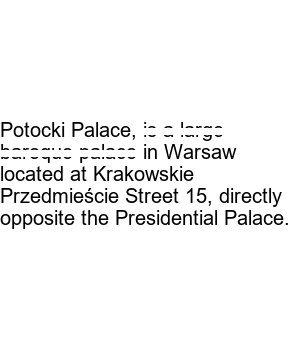 Potocki Palace, is a large
baroque palace in Warsaw
located at Krakowskie
Przedmieście Street 15, directly
opposite the Presidential Palace.